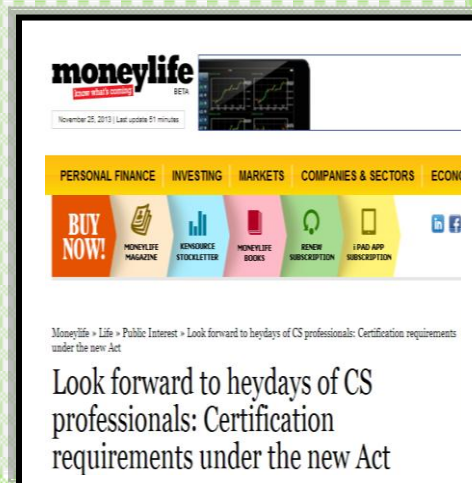 moneylife
know what's coming
BETA
November 25, 2013 | Last update 51 minutes
PERSONAL FINANCE INVESTING MARKETS COMPANIES & SECTORS ECONO
BUY NOW!
MONEYLIFE MAGAZINE
KENSOURCE STOCKLETTER
MONEYLIFE BOOKS
RENEW SUBSCRIPTION
i PAD APP SUBSCRIPTION
in f
Moneylife » Life » Public Interest » Look forward to heydays of CS professionals: Certification requirements
under the new Act
Look forward to heydays of CS
professionals: Certification
requirements under the new Act